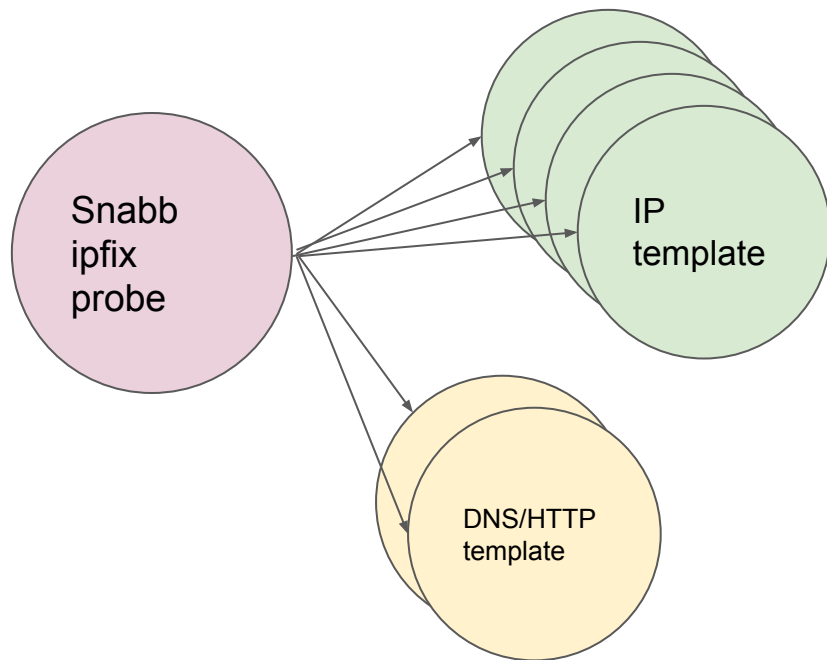 Snabb
ipfix
probe
IP
template
DNS/HTTP
template